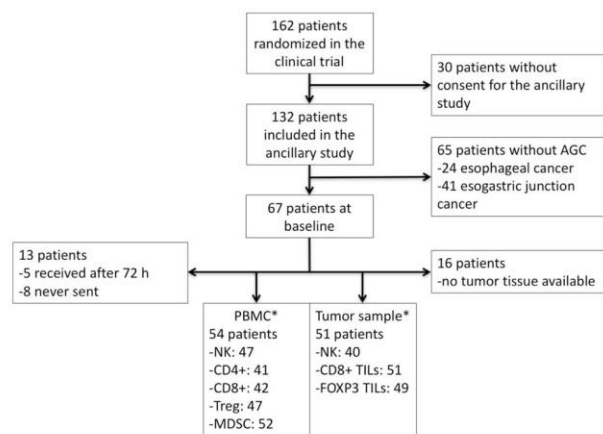 162 patients
randomized in the
clinical trial
30 patients without
consent for the ancillary
study
132 patients
included in the
ancillary study
65 patients without AGC
-24 esophageal cancer
-41 esogastric junction
cancer
67 patients at
baseline
13 patients
-5 received after 72 h
-8 never sent
16 patients
-no tumor tissue available
PBMC*
54 patients
-NK: 47
-CD4+: 41
-CD8+: 42
-Treg: 47
-MDSC: 52
Tumor sample*
51 patients
-NK: 40
-CD8+ TILs: 51
-FOXP3 TILs: 49